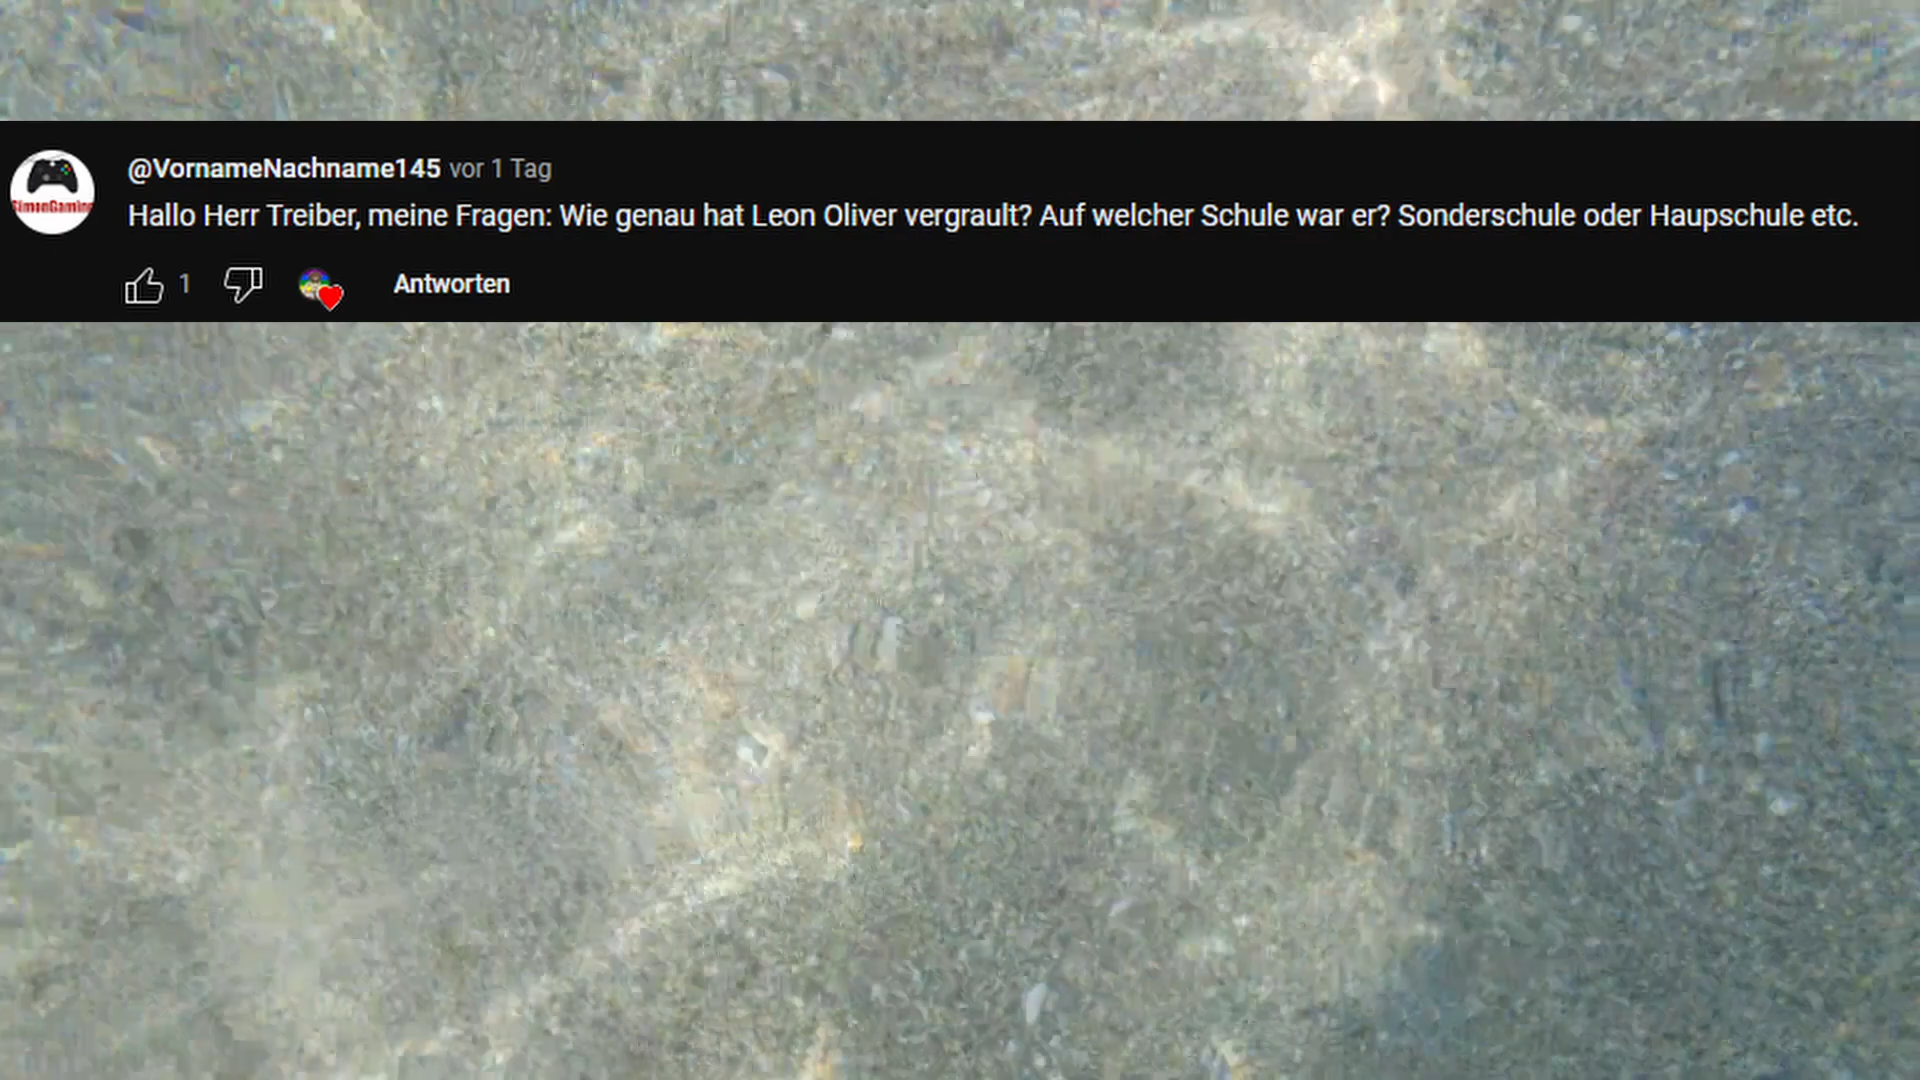 @VornameNachname145 vor 1 Tag
SimonGaming
Hallo Herr Treiber, meine Fragen: Wie genau hat Leon Oliver vergrault? Auf welcher Schule war er? Sonderschule oder Haupschule etc.
1
Antworten